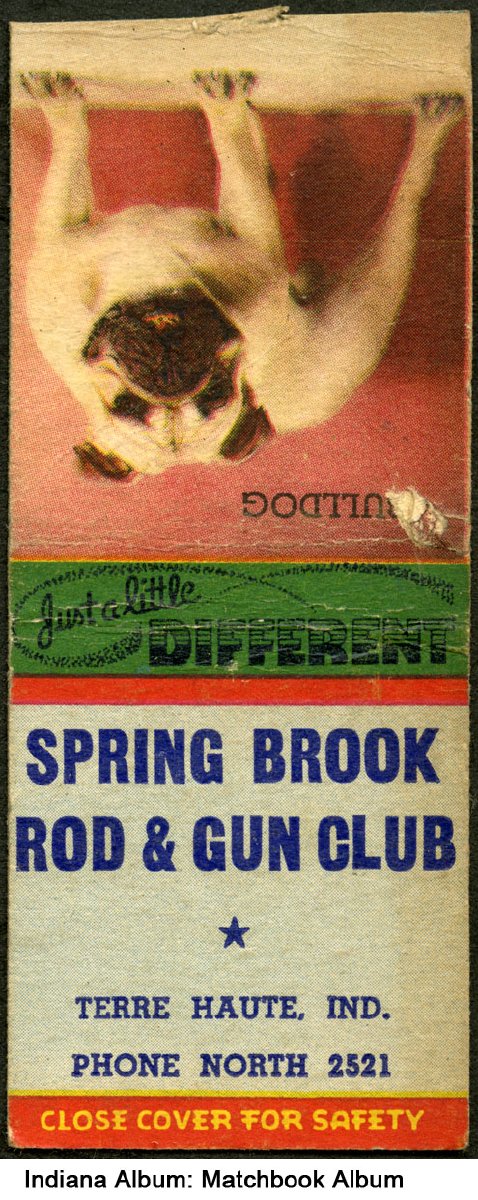 BULLDOG
Just a little
DIFFERENT
SPRING BROOK
ROD & GUN CLUB
TERRE HAUTE, IND.
PHONE NORTH 2521
CLOSE COVER FOR SAFETY
Indiana Album: Matchbook Album